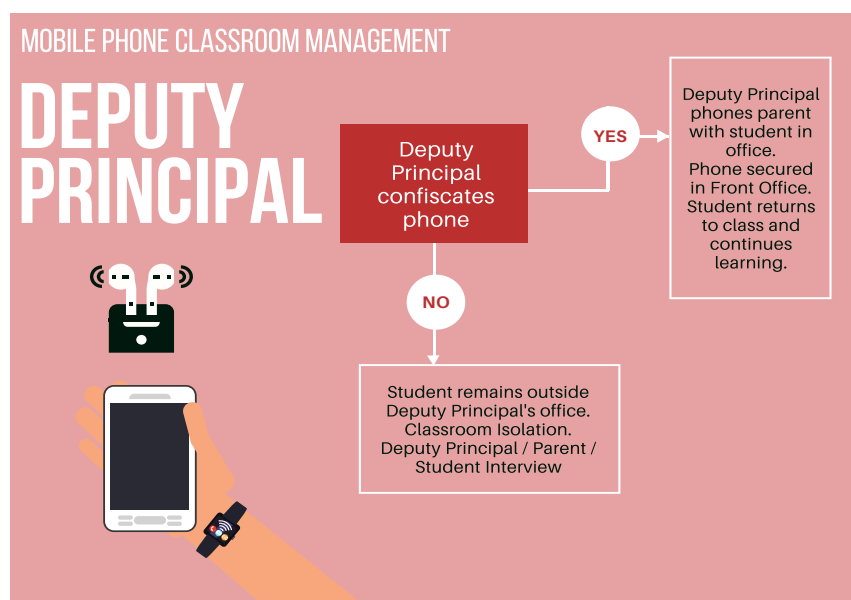 MOBILE PHONE CLASSROOM MANAGEMENT
DEPUTY
PRINCIPAL
Deputy
Principal
confiscates
phone
YES
Deputy Principal
phones parent
with student in
office.
Phone secured
in Front Office.
Student returns
to class and
continues
learning.
NO
Student remains outside
Deputy Principal's office.
Classroom Isolation.
Deputy Principal / Parent /
Student Interview